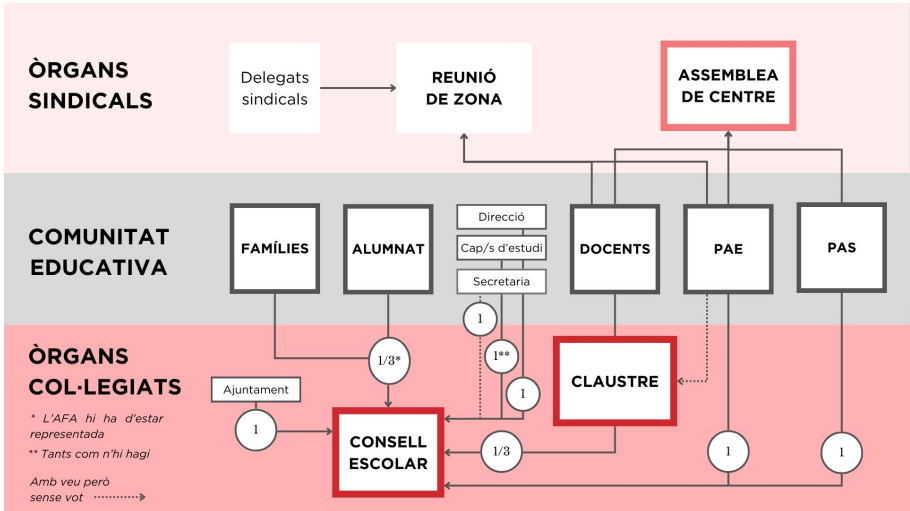 ÒRGANS
SINDICALS
Delegats
sindicals
REUNIÓ
DE ZONA
ASSEMBLEA
DE CENTRE
COMUNITAT
EDUCATIVA
FAMÍLIES
ALUMNAT
Direcció
Cap/s d'estudi
Secretaria
DOCENTS
PAE
PAS
ÒRGANS
COL·LEGIATS
* L'AFA hi ha d'estar
representada
** Tants com n'hi hagi
Amb veu però
sense vot
Ajuntament
1
1/3*
1
1**
1
CLAUSTRE
CONSELL
ESCOLAR
1/3
1
1